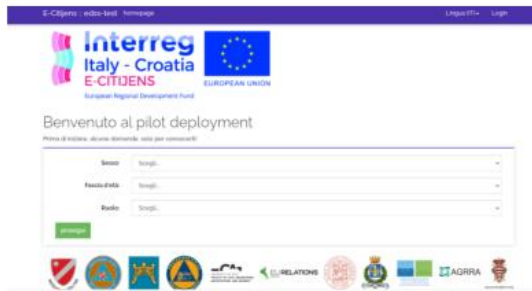 E-Citijens : edss-test homepage Lingua (IT) Login
Interreg
Italy - Croatia
E-CITIJENS
EUROPEAN UNION
European Regional Development Fund
Benvenuto al pilot deployment
Prima di iniziare, alcune domande, solo per conoscerti!
Sesso: Scegli..
Fascia d'età: Scegli..
Ruolo: Scegli..
prosegui
EU RELATIONS
AGRRA